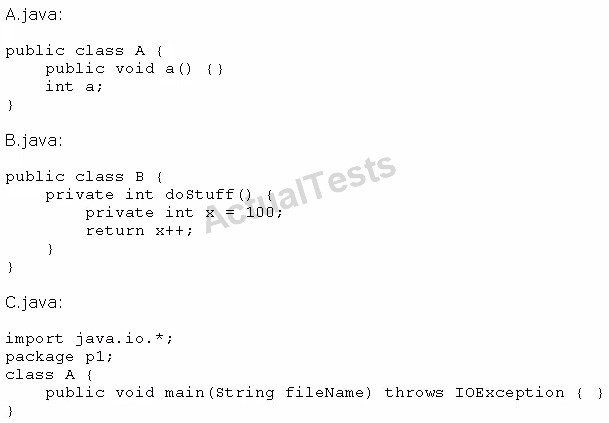 A.java:
public class A {
    public void a() {}
    int a;
}
B.java:
public class B {
    private int doStuff() {
        private int x = 100;
        return x++;
    }
}
C.java:
import java.io.*;
package p1;
class A {
    public void main(String fileName) throws IOException { }
}
ActualTests